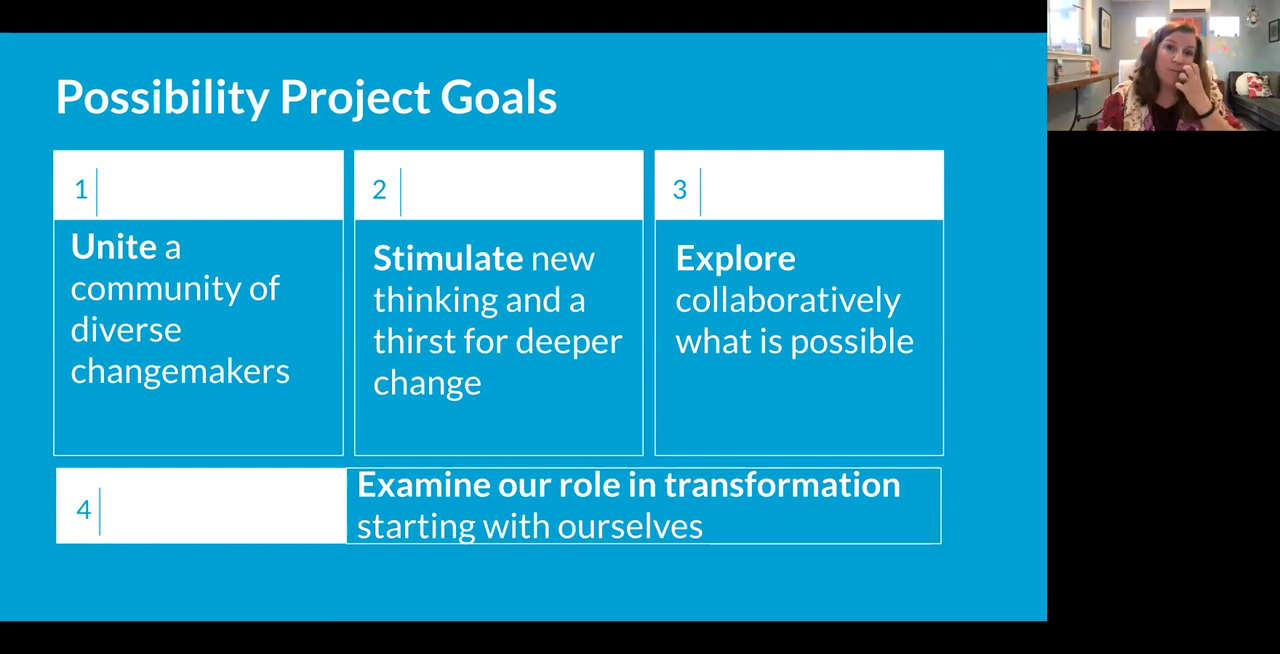 Possibility Project Goals
1
Unite a
community of
diverse
changemakers
2
Stimulate new
thinking and a
thirst for deeper
change
3
Explore
collaboratively
what is possible
4
Examine our role in transformation
starting with ourselves